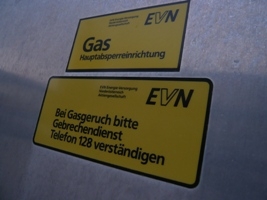 EVN
Gas
Hauptabsperreinrichtung
EVN
Bei Gasgeruch bitte
Gebrechendienst
Telefon 128 verständigen